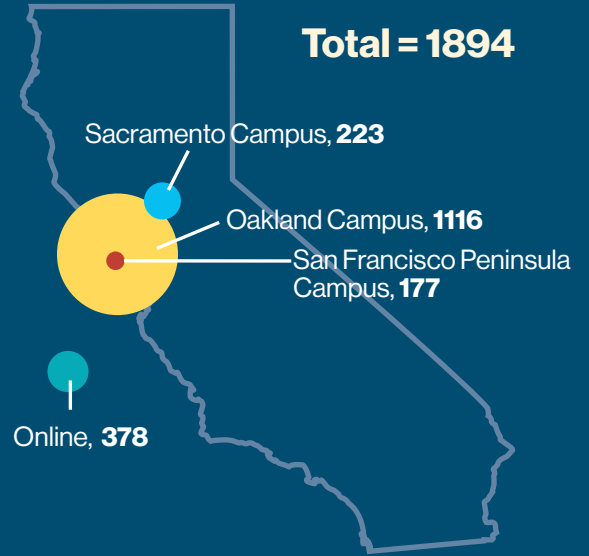 Total = 1894
Sacramento Campus, 223
Oakland Campus, 1116
San Francisco Peninsula
Campus, 177
Online, 378